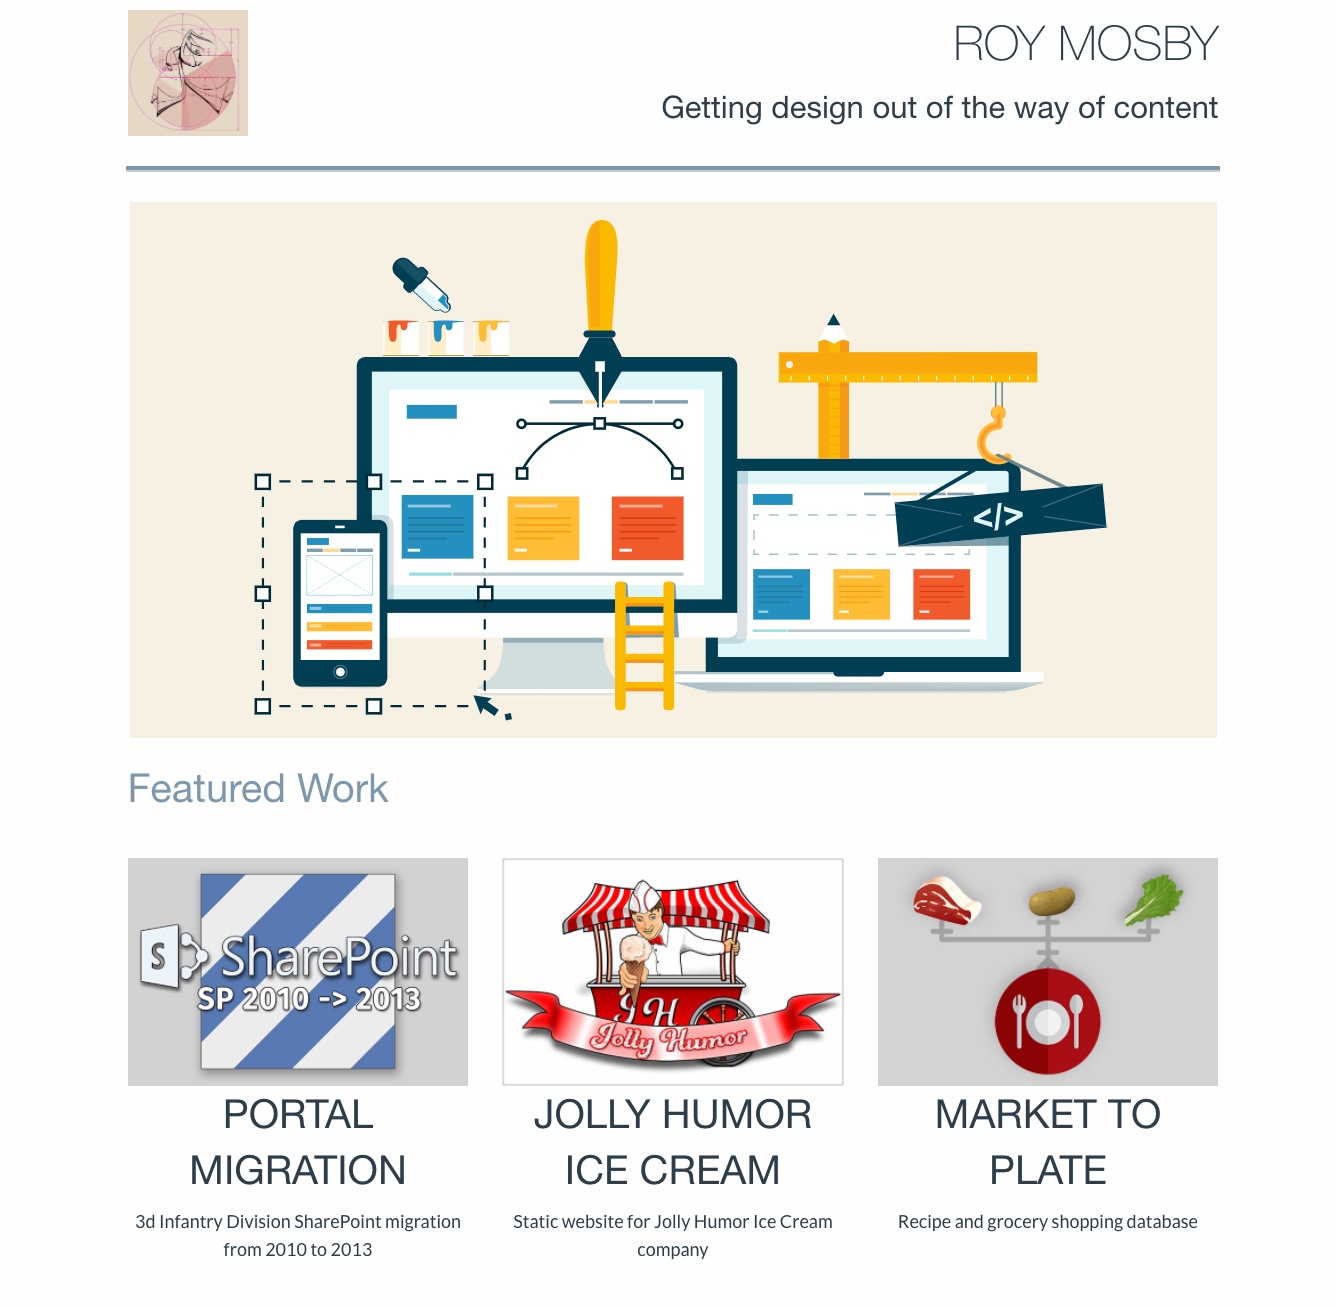 ROY MOSBY
Getting design out of the way of content
</>
Featured Work
S SharePoint
SP 2010 -> 2013
JH
Jolly Humor
PORTAL
MIGRATION
3d Infantry Division SharePoint migration
from 2010 to 2013
JOLLY HUMOR
ICE CREAM
Static website for Jolly Humor Ice Cream
company
MARKET TO
PLATE
Recipe and grocery shopping database